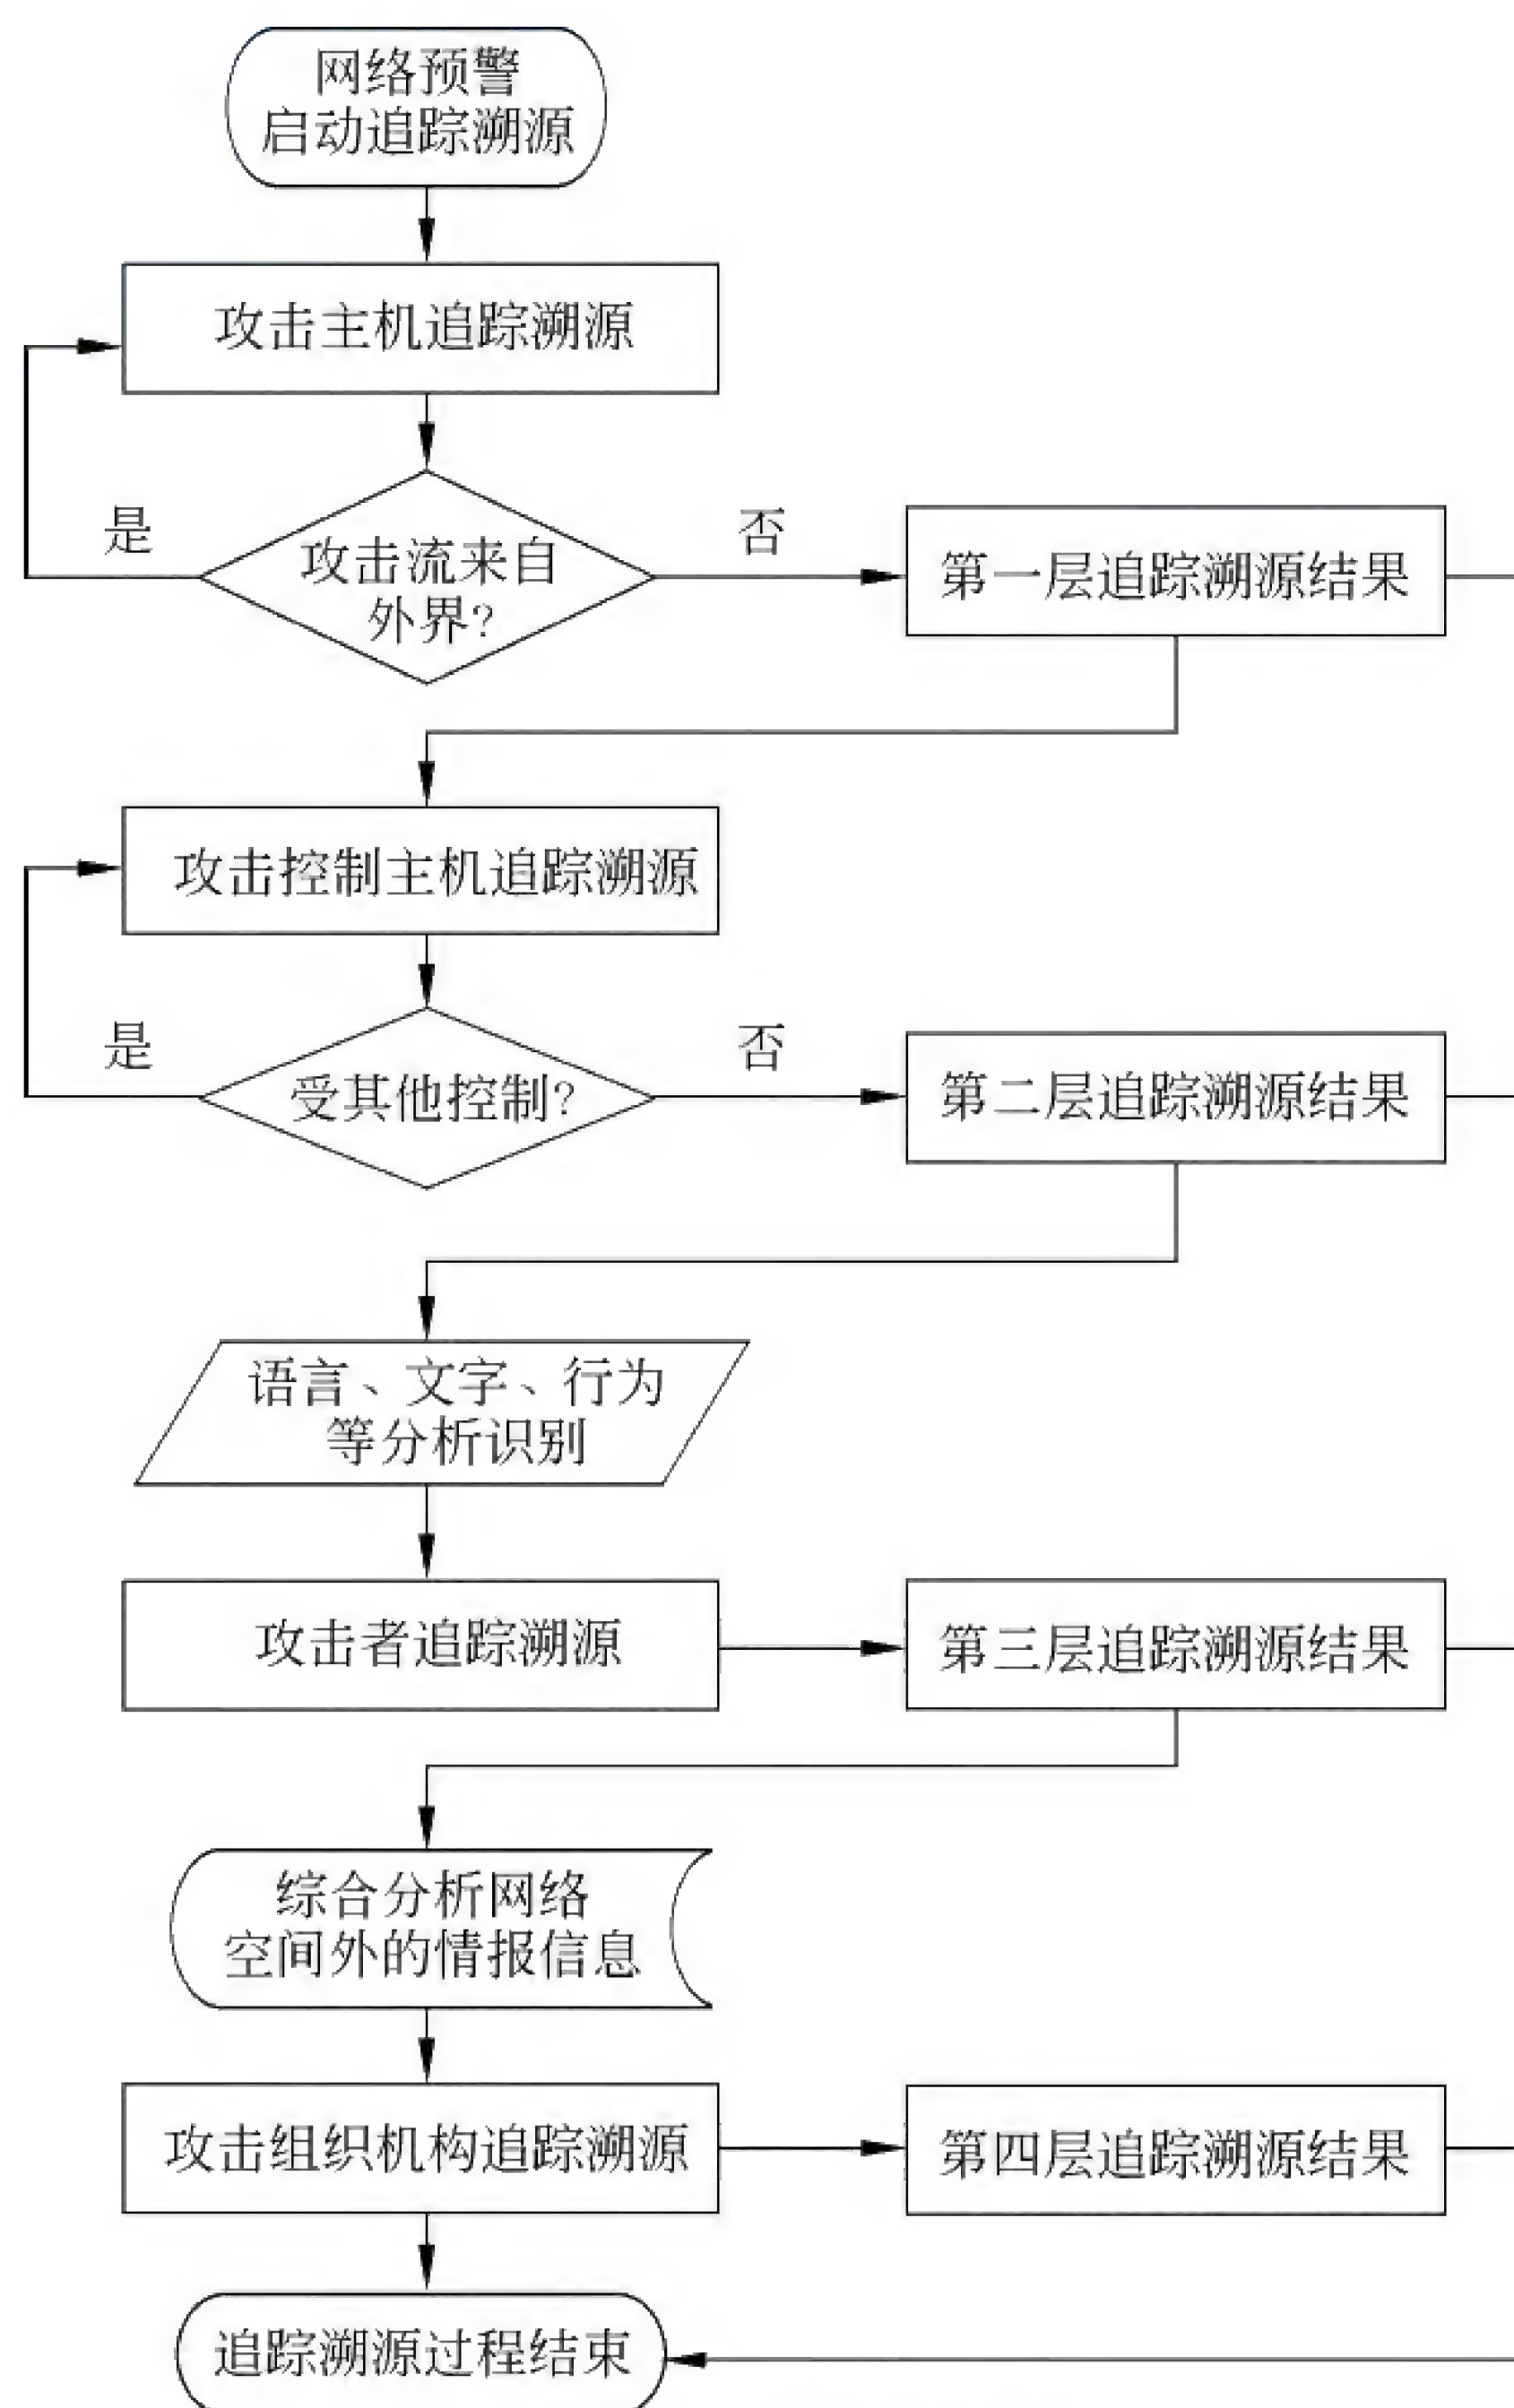 网络预警
启动追踪溯源
攻击主机追踪溯源
是
攻击流来自
外界?
否
第一层追踪溯源结果
攻击控制主机追踪溯源
是
受其他控制?
否
第二层追踪溯源结果
语言、文字、行为
等分析识别
攻击者追踪溯源
第三层追踪溯源结果
综合分析网络
空间外的情报信息
攻击组织机构追踪溯源
第四层追踪溯源结果
追踪溯源过程结束